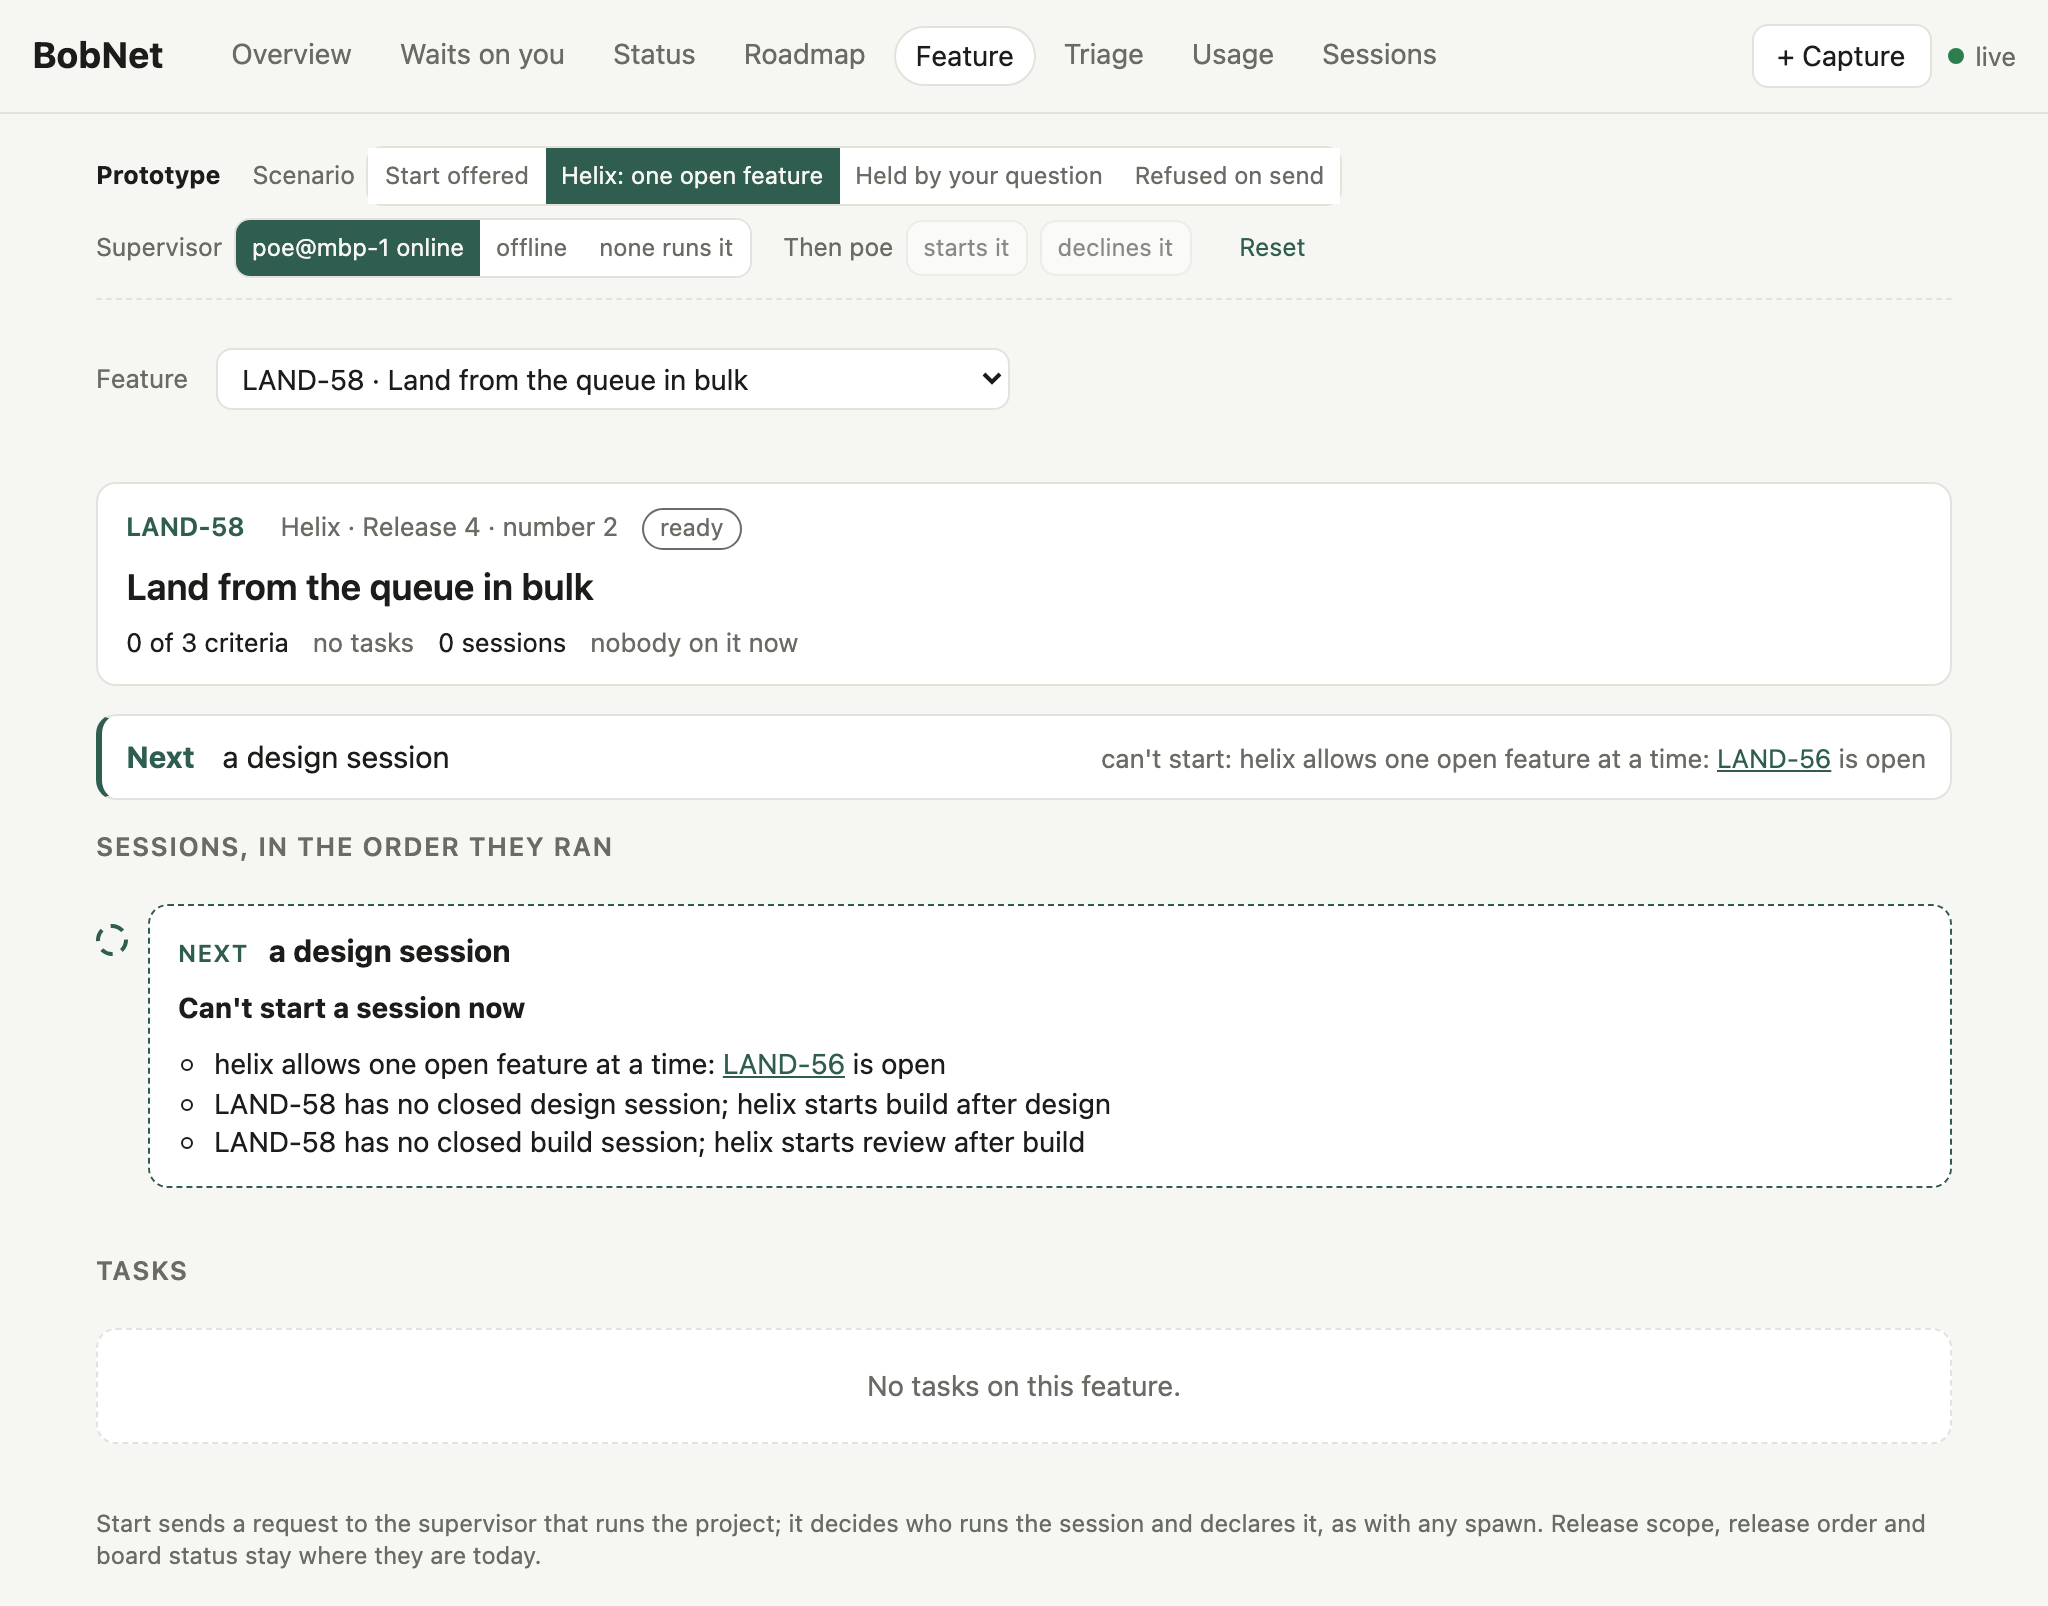 BobNet Overview Waits on you Status Roadmap Feature Triage Usage Sessions + Capture live
Prototype Scenario Start offered Helix: one open feature Held by your question Refused on send
Supervisor poe@mbp-1 online offline none runs it Then poe starts it declines it Reset
Feature LAND-58 · Land from the queue in bulk
LAND-58 Helix · Release 4 · number 2 ready
Land from the queue in bulk
0 of 3 criteria no tasks 0 sessions nobody on it now
Next a design session can't start: helix allows one open feature at a time: LAND-56 is open
SESSIONS, IN THE ORDER THEY RAN
NEXT a design session
Can't start a session now
helix allows one open feature at a time: LAND-56 is open
LAND-58 has no closed design session; helix starts build after design
LAND-58 has no closed build session; helix starts review after build
TASKS
No tasks on this feature.
Start sends a request to the supervisor that runs the project; it decides who runs the session and declares it, as with any spawn. Release scope, release order and
board status stay where they are today.